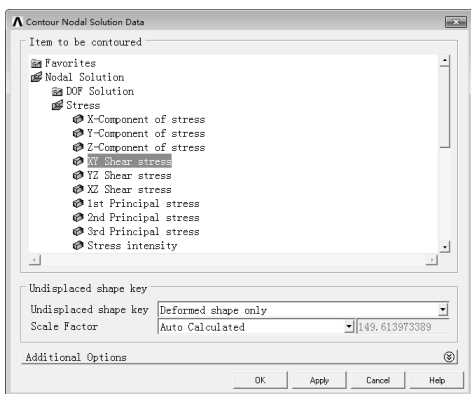 Contour Nodal Solution Data
Item to be contoured
Favorites
Nodal Solution
DOF Solution
Stress
X-Component of stress
Y-Component of stress
Z-Component of stress
XY Shear stress
YZ Shear stress
XZ Shear stress
1st Principal stress
2nd Principal stress
3rd Principal stress
Stress intensity
Undisplaced shape key
Undisplaced shape key Deformed shape only
Scale Factor Auto Calculated 149.613973389
Additional Options
OK Apply Cancel Help